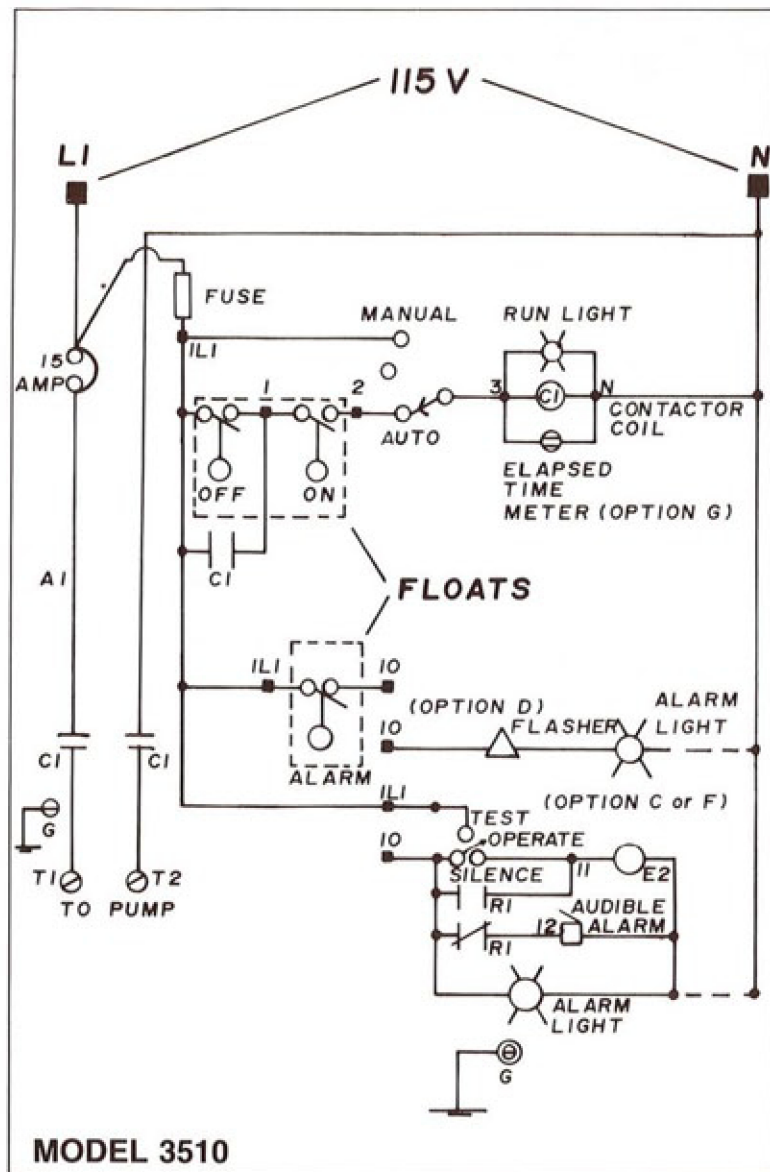 115 V
L1
N
FUSE
MANUAL
RUN LIGHT
1L1
15
AMP
1
2
3
C1
N
AUTO
CONTACTOR
COIL
OFF
ON
ELAPSED
TIME
METER (OPTION G)
C1
A1
FLOATS
1L1
10
(OPTION D)
FLASHER
ALARM
LIGHT
10
C1
C1
ALARM
1L1
(OPTION C or F)
G
TEST
10
OPERATE
SILENCE
11
E2
T1
T2
TO PUMP
R1
AUDIBLE
ALARM
12
R1
ALARM
LIGHT
G
MODEL 3510